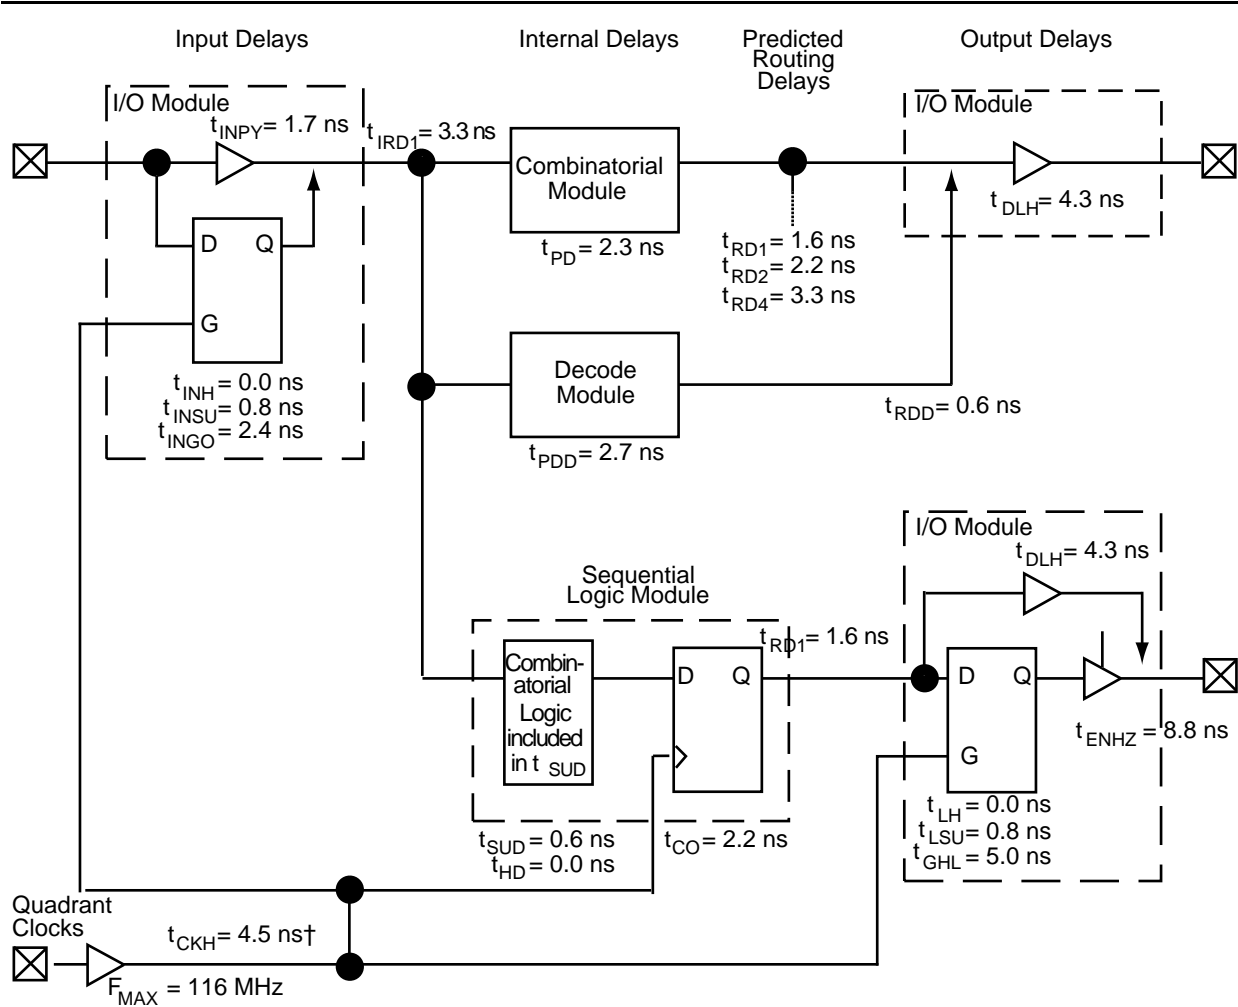 Input Delays
Internal Delays
Predicted
Routing
Delays
Output Delays
I/O Module
tINPY= 1.7 ns
tIRD1= 3.3 ns
Combinatorial
Module
tPD= 2.3 ns
tRD1= 1.6 ns
tRD2= 2.2 ns
tRD4= 3.3 ns
I/O Module
tDLH= 4.3 ns
D Q
G
tINH= 0.0 ns
tINSU= 0.8 ns
tINGO= 2.4 ns
Decode
Module
tPDD= 2.7 ns
tRDD= 0.6 ns
Sequential
Logic Module
Combin-
atorial
Logic
included
in tSUD
D Q
tRD1= 1.6 ns
tSUD= 0.6 ns
tHD= 0.0 ns
tCO= 2.2 ns
I/O Module
tDLH= 4.3 ns
D Q
G
tENHZ = 8.8 ns
tLH= 0.0 ns
tLSU= 0.8 ns
tGHL= 5.0 ns
Quadrant
Clocks
tCKH= 4.5 ns†
FMAX = 116 MHz